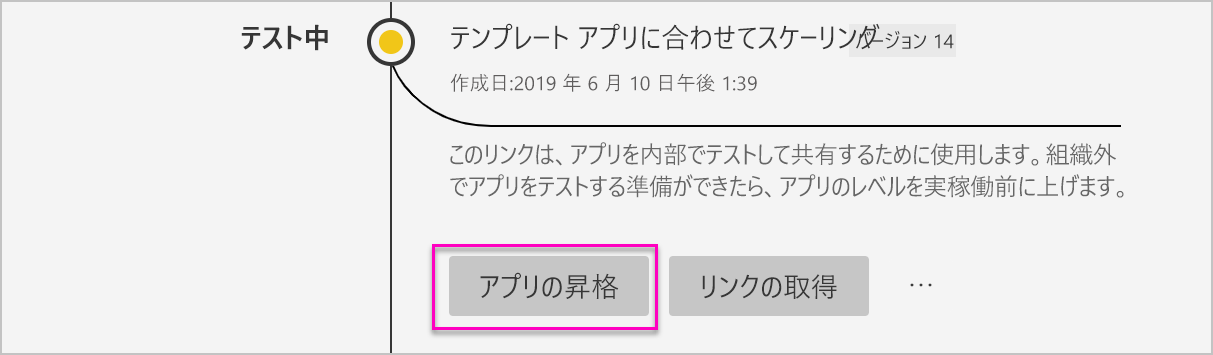 テスト中
テンプレート アプリに合わせてスケーリング バージョン 14
作成日:2019 年 6 月 10 日午後 1:39
このリンクは、アプリを内部でテストして共有するために使用します。組織外
でアプリをテストする準備ができたら、アプリのレベルを実稼働前に上げます。
アプリの昇格 リンクの取得 …